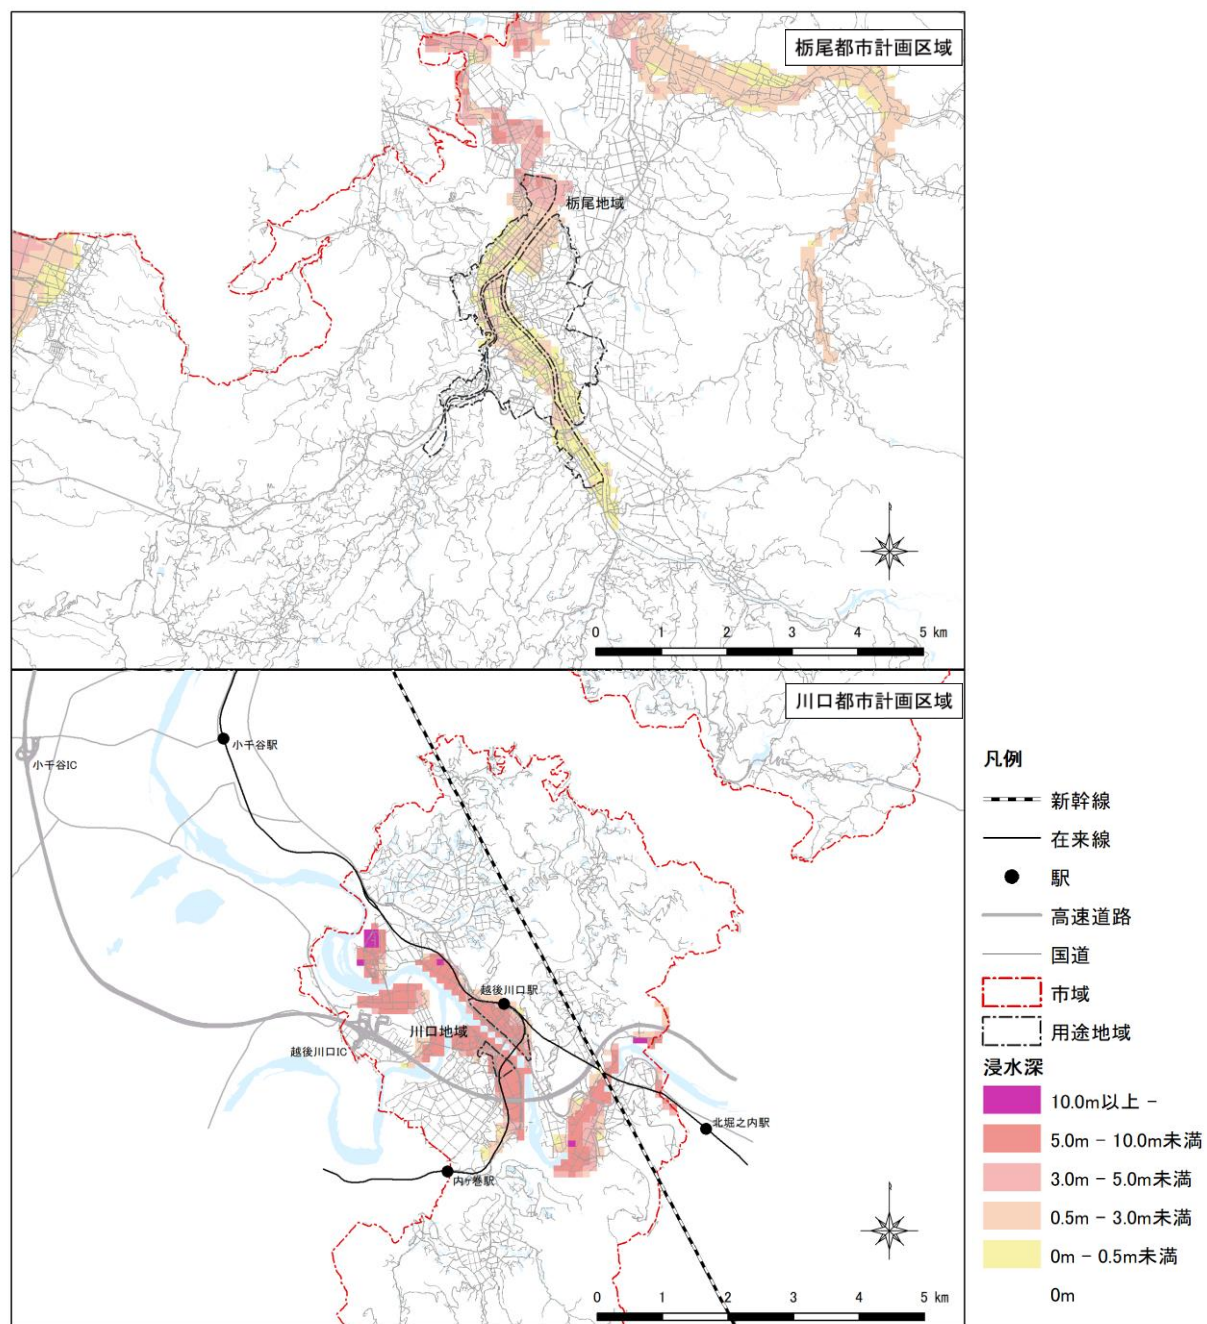 栃尾都市計画区域
栃尾地域
0 1 2 3 4 5 km
川口都市計画区域
小千谷駅
小千谷IC
越後川口駅
川口地域
越後川口IC
北堀之内駅
内ヶ巻駅
0 1 2 3 4 5 km
凡例
新幹線
在来線
駅
高速道路
国道
市域
用途地域
浸水深
10.0m以上 -
5.0m - 10.0m未満
3.0m - 5.0m未満
0.5m - 3.0m未満
0m - 0.5m未満
0m